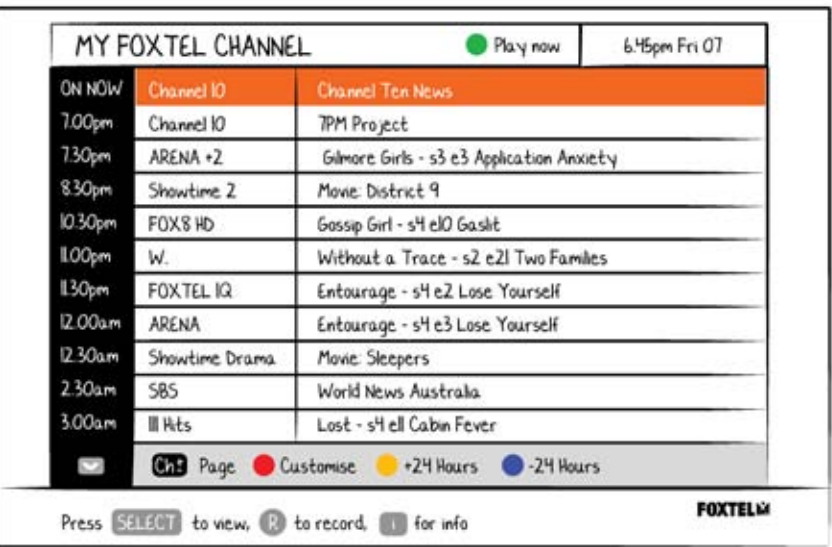 MY FOXTEL CHANNEL Play now 6.45pm Fri 07
ON NOW Channel 10 Channel Ten News
7.00pm Channel 10 7PM Project
7.30pm ARENA +2 Gilmore Girls - s3 e3 Application Anxiety
8.30pm Showtime 2 Movie: District 9
10.30pm FOX8 HD Gossip Girl - s4 e10 Gaslit
11.00pm W. Without a Trace - s2 e21 Two Families
11.30pm FOXTEL IQ Entourage - s4 e2 Lose Yourself
12.00am ARENA Entourage - s4 e3 Lose Yourself
12.30am Showtime Drama Movie: Sleepers
2.30am SBS World News Australia
3.00am 111 Hits Lost - s4 e11 Cabin Fever
Ch± Page Customise +24 Hours -24 Hours
Press SELECT to view, R to record, i for info
FOXTEL